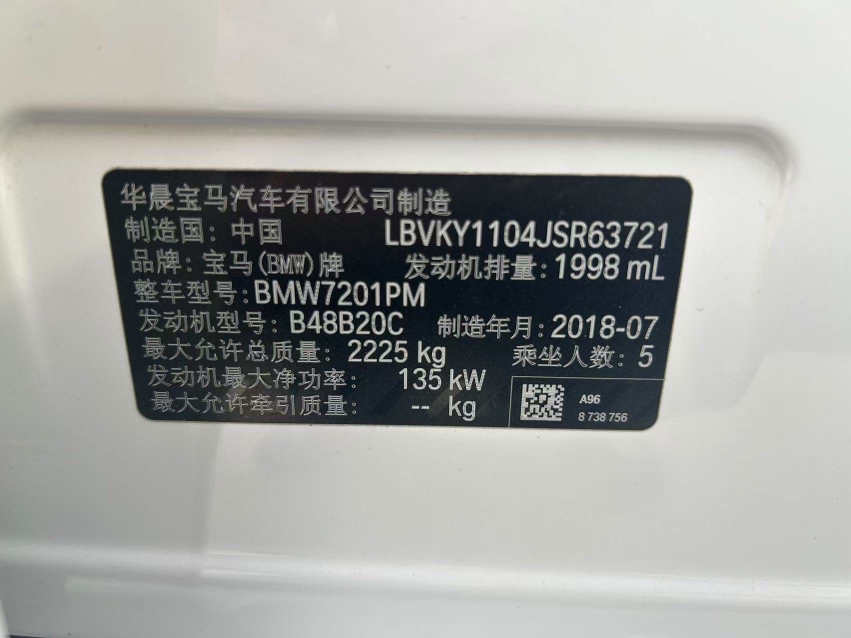 华晨宝马汽车有限公司制造
制造国: 中国 LBVKY1104JSR63721
品牌: 宝马(BMW)牌 发动机排量: 1998 mL
整车型号: BMW7201PM
发动机型号: B48B20C 制造年月: 2018-07
最大允许总质量: 2225 kg 乘坐人数: 5
发动机最大净功率: 135 kW
最大允许牵引质量: -- kg
A96
8 738 756